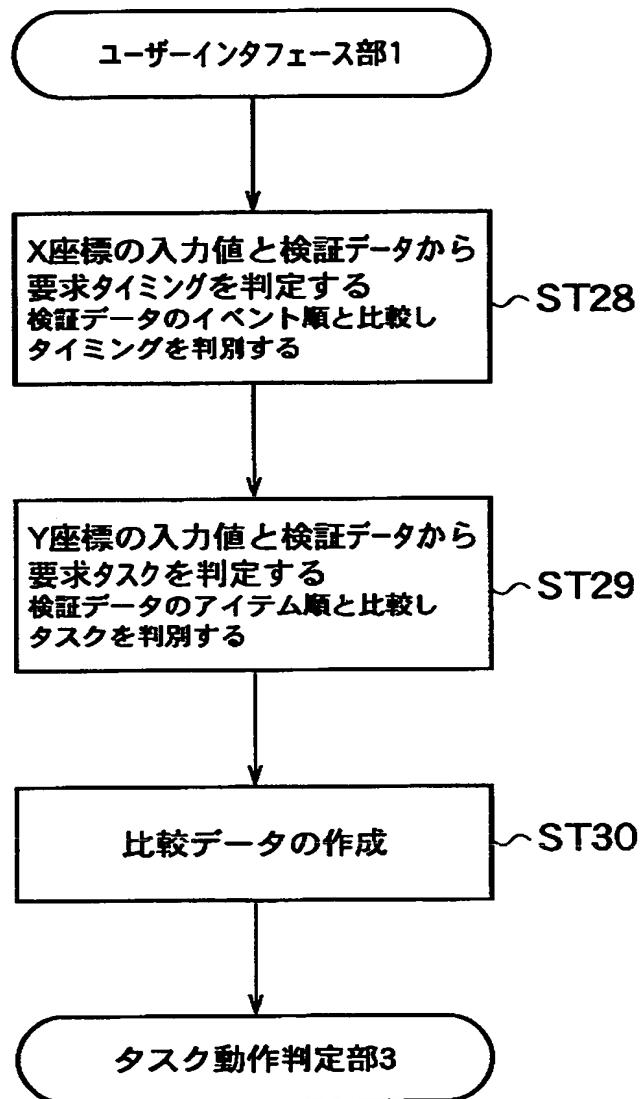 ユーザーインタフェース部1
X座標の入力値と検証データから
要求タイミングを判定する
検証データのイベント順と比較し
タイミングを判別する
ST28
Y座標の入力値と検証データから
要求タスクを判定する
検証データのアイテム順と比較し
タスクを判別する
ST29
比較データの作成
ST30
タスク動作判定部3